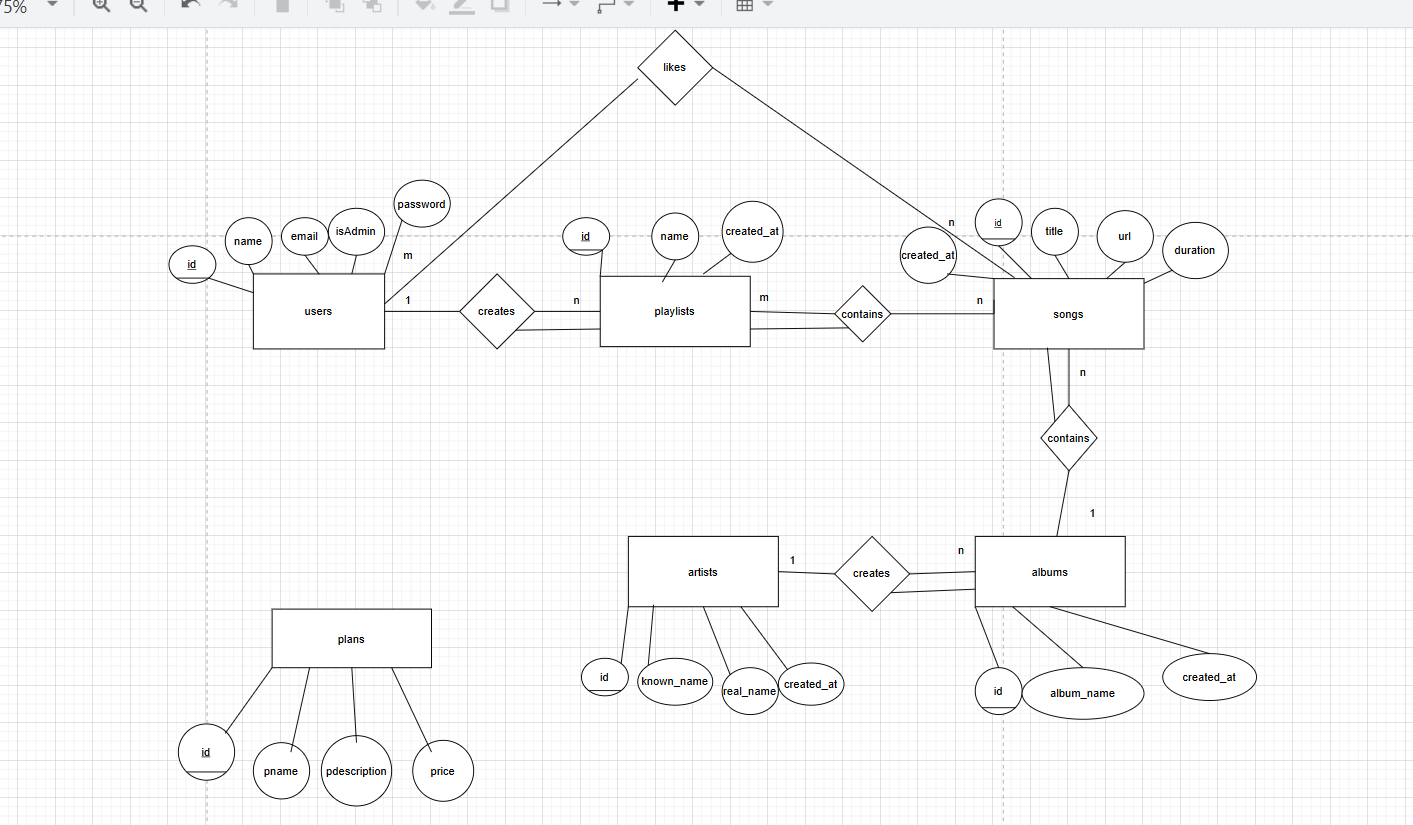 75%
likes
password
name
email
isAdmin
id
m
users
1
creates
n
id
name
created_at
playlists
m
contains
n
n
created_at
id
title
url
duration
songs
n
contains
1
artists
1
creates
n
albums
id
known_name
real_name
created_at
id
album_name
created_at
plans
id
pname
pdescription
price